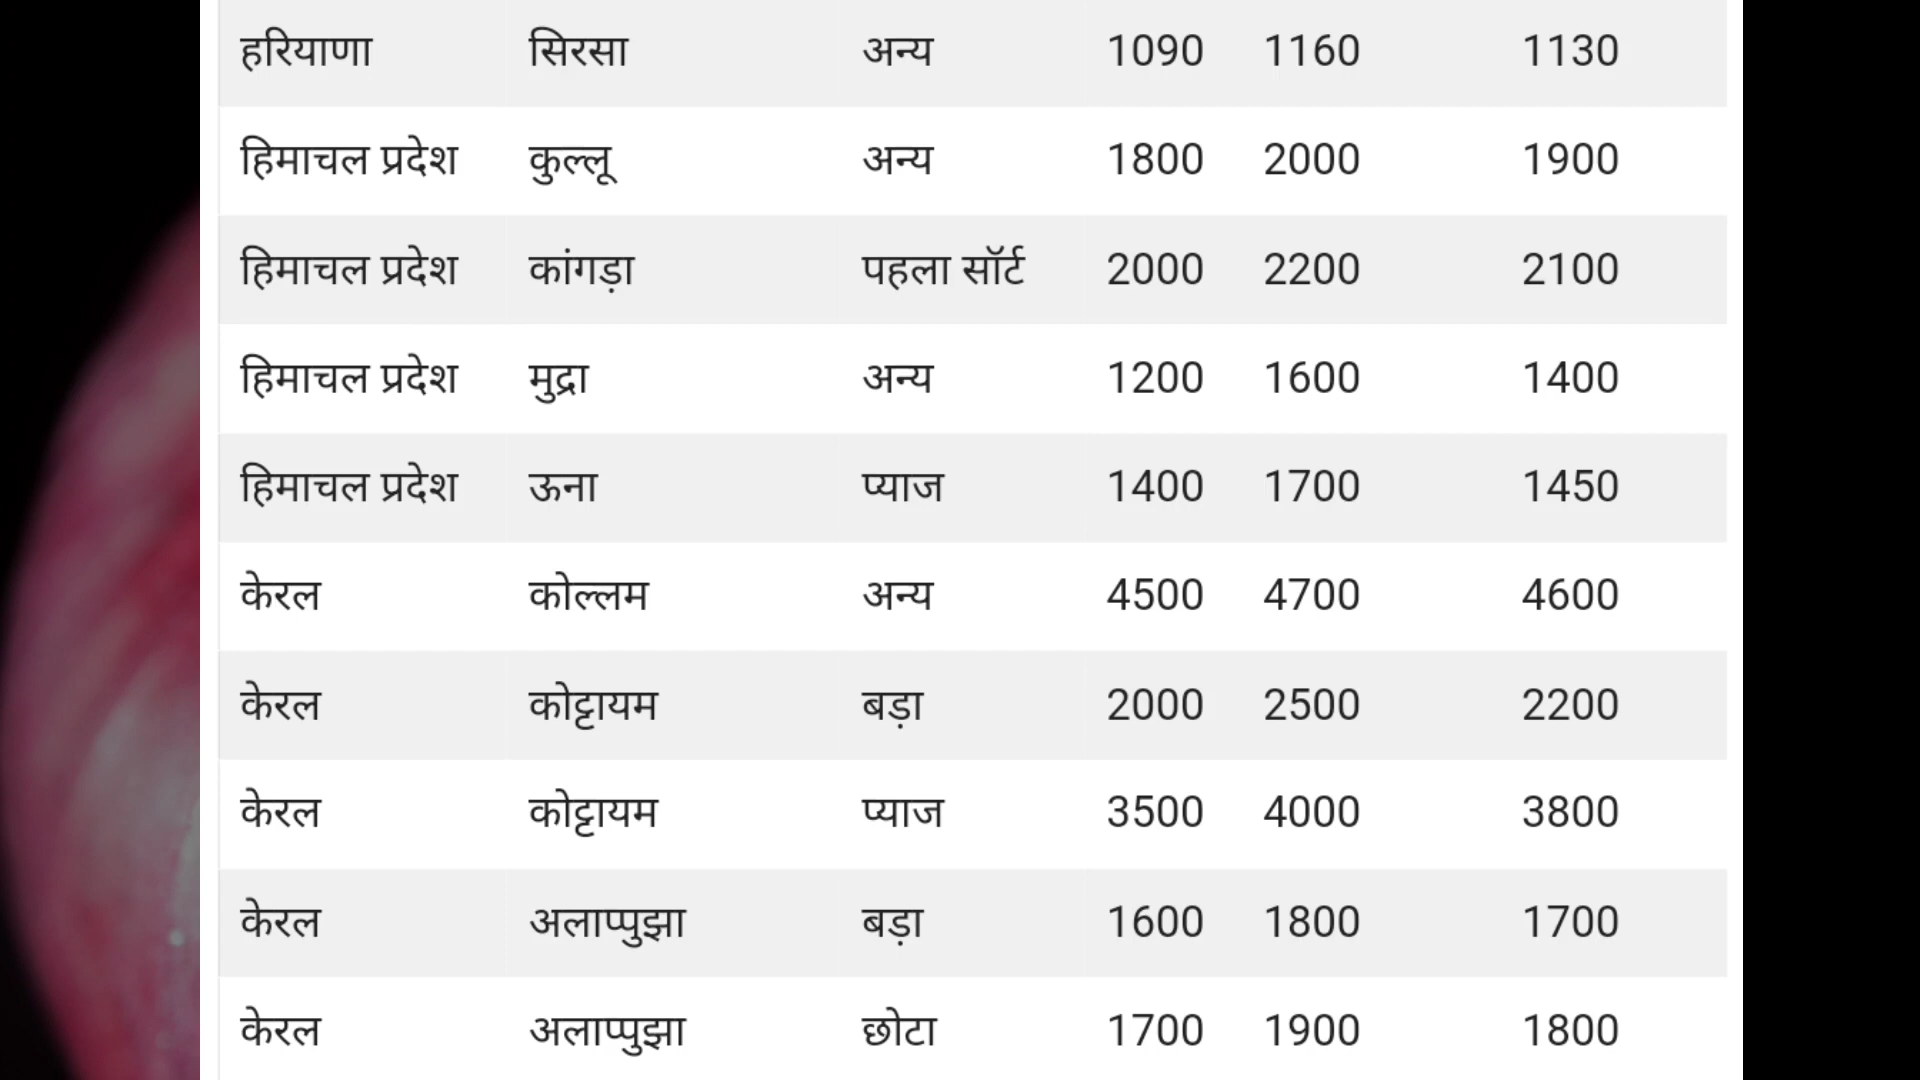 हरियाणा सिरसा अन्य 1090 1160 1130
हिमाचल प्रदेश कुल्लू अन्य 1800 2000 1900
हिमाचल प्रदेश कांगड़ा पहला सॉर्ट 2000 2200 2100
हिमाचल प्रदेश मुद्रा अन्य 1200 1600 1400
हिमाचल प्रदेश ऊना प्याज 1400 1700 1450
केरल कोल्लम अन्य 4500 4700 4600
केरल कोट्टायम बड़ा 2000 2500 2200
केरल कोट्टायम प्याज 3500 4000 3800
केरल अलाप्पुझा बड़ा 1600 1800 1700
केरल अलाप्पुझा छोटा 1700 1900 1800